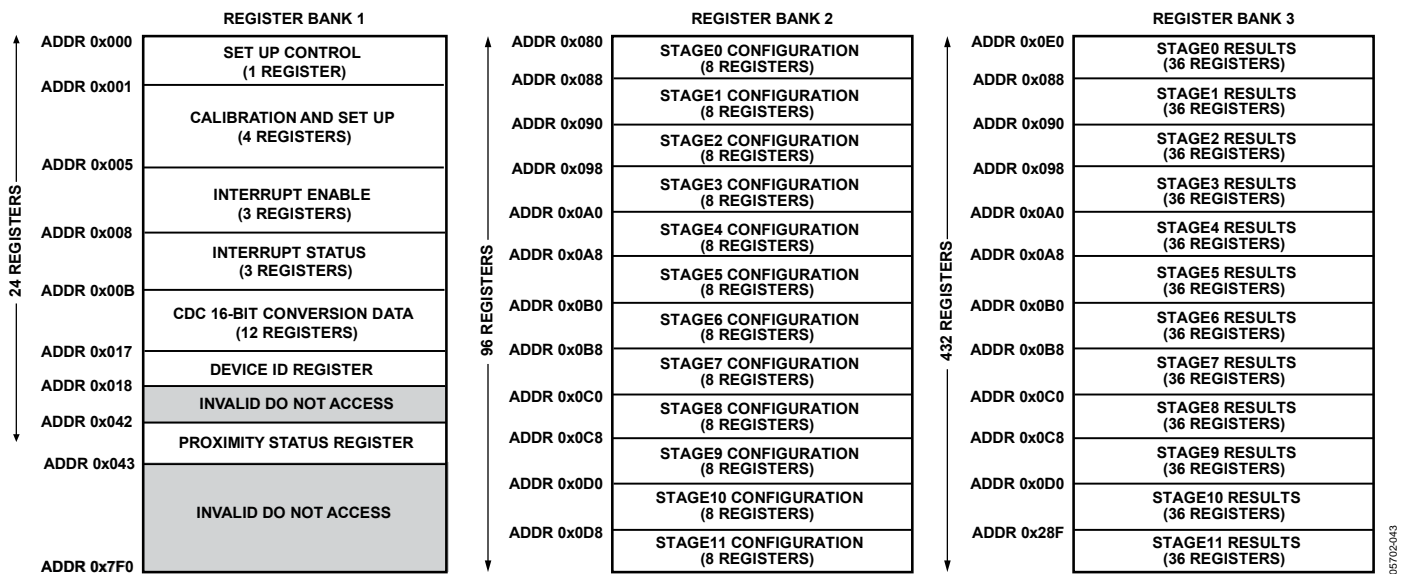 REGISTER BANK 1
ADDR 0x000
SET UP CONTROL
(1 REGISTER)
ADDR 0x001
CALIBRATION AND SET UP
(4 REGISTERS)
ADDR 0x005
INTERRUPT ENABLE
(3 REGISTERS)
ADDR 0x008
INTERRUPT STATUS
(3 REGISTERS)
ADDR 0x00B
CDC 16-BIT CONVERSION DATA
(12 REGISTERS)
ADDR 0x017
DEVICE ID REGISTER
ADDR 0x018
INVALID DO NOT ACCESS
ADDR 0x042
PROXIMITY STATUS REGISTER
ADDR 0x043
INVALID DO NOT ACCESS
ADDR 0x7F0
24 REGISTERS
REGISTER BANK 2
ADDR 0x080
STAGE0 CONFIGURATION
(8 REGISTERS)
ADDR 0x088
STAGE1 CONFIGURATION
(8 REGISTERS)
ADDR 0x090
STAGE2 CONFIGURATION
(8 REGISTERS)
ADDR 0x098
STAGE3 CONFIGURATION
(8 REGISTERS)
ADDR 0x0A0
STAGE4 CONFIGURATION
(8 REGISTERS)
ADDR 0x0A8
STAGE5 CONFIGURATION
(8 REGISTERS)
ADDR 0x0B0
STAGE6 CONFIGURATION
(8 REGISTERS)
ADDR 0x0B8
STAGE7 CONFIGURATION
(8 REGISTERS)
ADDR 0x0C0
STAGE8 CONFIGURATION
(8 REGISTERS)
ADDR 0x0C8
STAGE9 CONFIGURATION
(8 REGISTERS)
ADDR 0x0D0
STAGE10 CONFIGURATION
(8 REGISTERS)
ADDR 0x0D8
STAGE11 CONFIGURATION
(8 REGISTERS)
96 REGISTERS
REGISTER BANK 3
ADDR 0x0E0
STAGE0 RESULTS
(36 REGISTERS)
ADDR 0x088
STAGE1 RESULTS
(36 REGISTERS)
ADDR 0x090
STAGE2 RESULTS
(36 REGISTERS)
ADDR 0x098
STAGE3 RESULTS
(36 REGISTERS)
ADDR 0x0A0
STAGE4 RESULTS
(36 REGISTERS)
ADDR 0x0A8
STAGE5 RESULTS
(36 REGISTERS)
ADDR 0x0B0
STAGE6 RESULTS
(36 REGISTERS)
ADDR 0x0B8
STAGE7 RESULTS
(36 REGISTERS)
ADDR 0x0C0
STAGE8 RESULTS
(36 REGISTERS)
ADDR 0x0C8
STAGE9 RESULTS
(36 REGISTERS)
ADDR 0x0D0
STAGE10 RESULTS
(36 REGISTERS)
ADDR 0x28F
STAGE11 RESULTS
(36 REGISTERS)
432 REGISTERS
05702-043